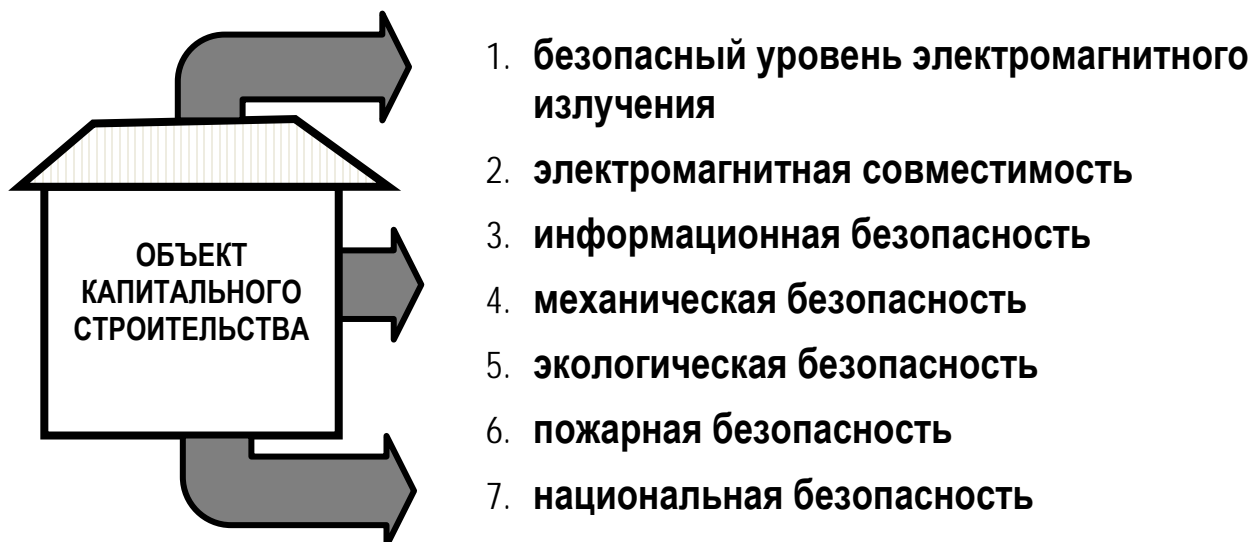 ОБЪЕКТ
КАПИТАЛЬНОГО
СТРОИТЕЛЬСТВА
1. безопасный уровень электромагнитного
излучения
2. электромагнитная совместимость
3. информационная безопасность
4. механическая безопасность
5. экологическая безопасность
6. пожарная безопасность
7. национальная безопасность